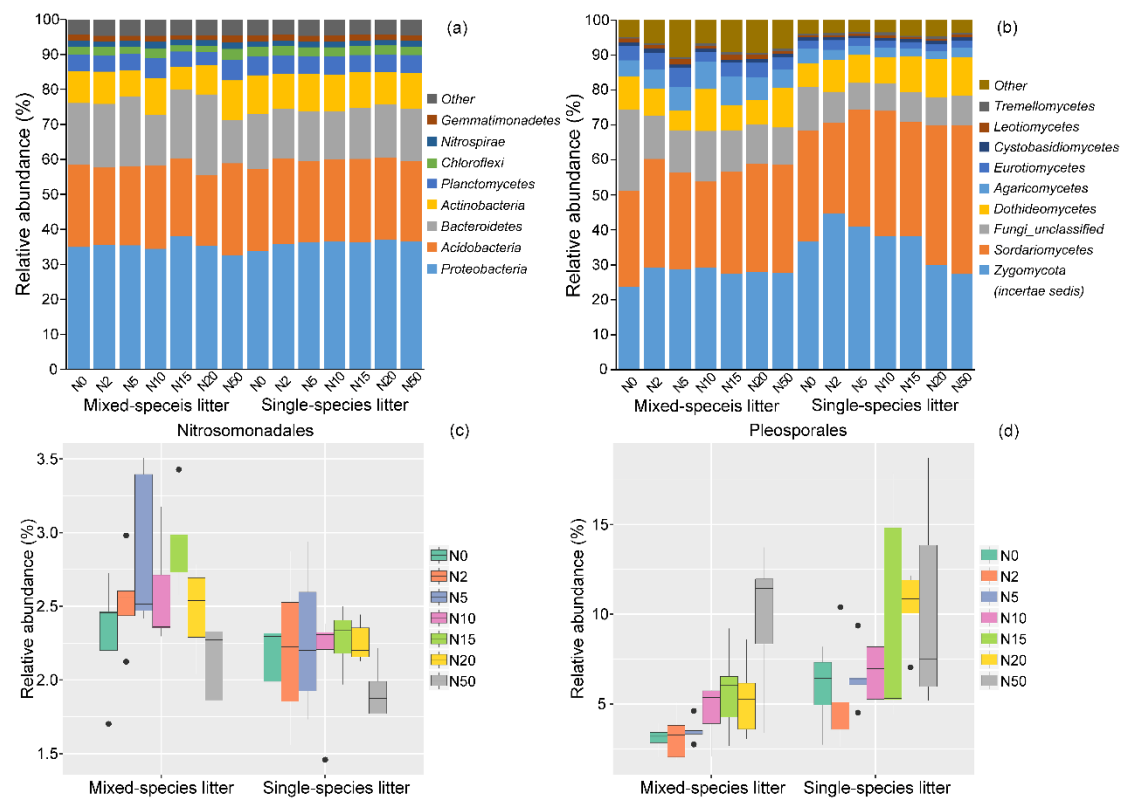 (a)
Relative abundance (%)
100
90
80
70
60
50
40
30
20
10
0
N0 N2 N5 N10 N15 N20 N50 N0 N2 N5 N10 N15 N20 N50
Mixed-speceis litter Single-species litter
Other
Gemmatimonadetes
Nitrospirae
Chloroflexi
Planctomycetes
Actinobacteria
Bacteroidetes
Acidobacteria
Proteobacteria
(b)
Relative abundance (%)
100
90
80
70
60
50
40
30
20
10
0
N0 N2 N5 N10 N15 N20 N50 N0 N2 N5 N10 N15 N20 N50
Mixed-speceis litter Single-species litter
Other
Tremellomycetes
Leotiomycetes
Cystobasidiomycetes
Eurotiomycetes
Agaricomycetes
Dothideomycetes
Fungi_unclassified
Sordariomycetes
Zygomycota
(incertae sedis)
Nitrosomonadales
(c)
Relative abundance (%)
3.5
3.0
2.5
2.0
1.5
Mixed-species litter Single-species litter
N0
N2
N5
N10
N15
N20
N50
Pleosporales
(d)
Relative abundance (%)
15
10
5
Mixed-species litter Single-species litter
N0
N2
N5
N10
N15
N20
N50